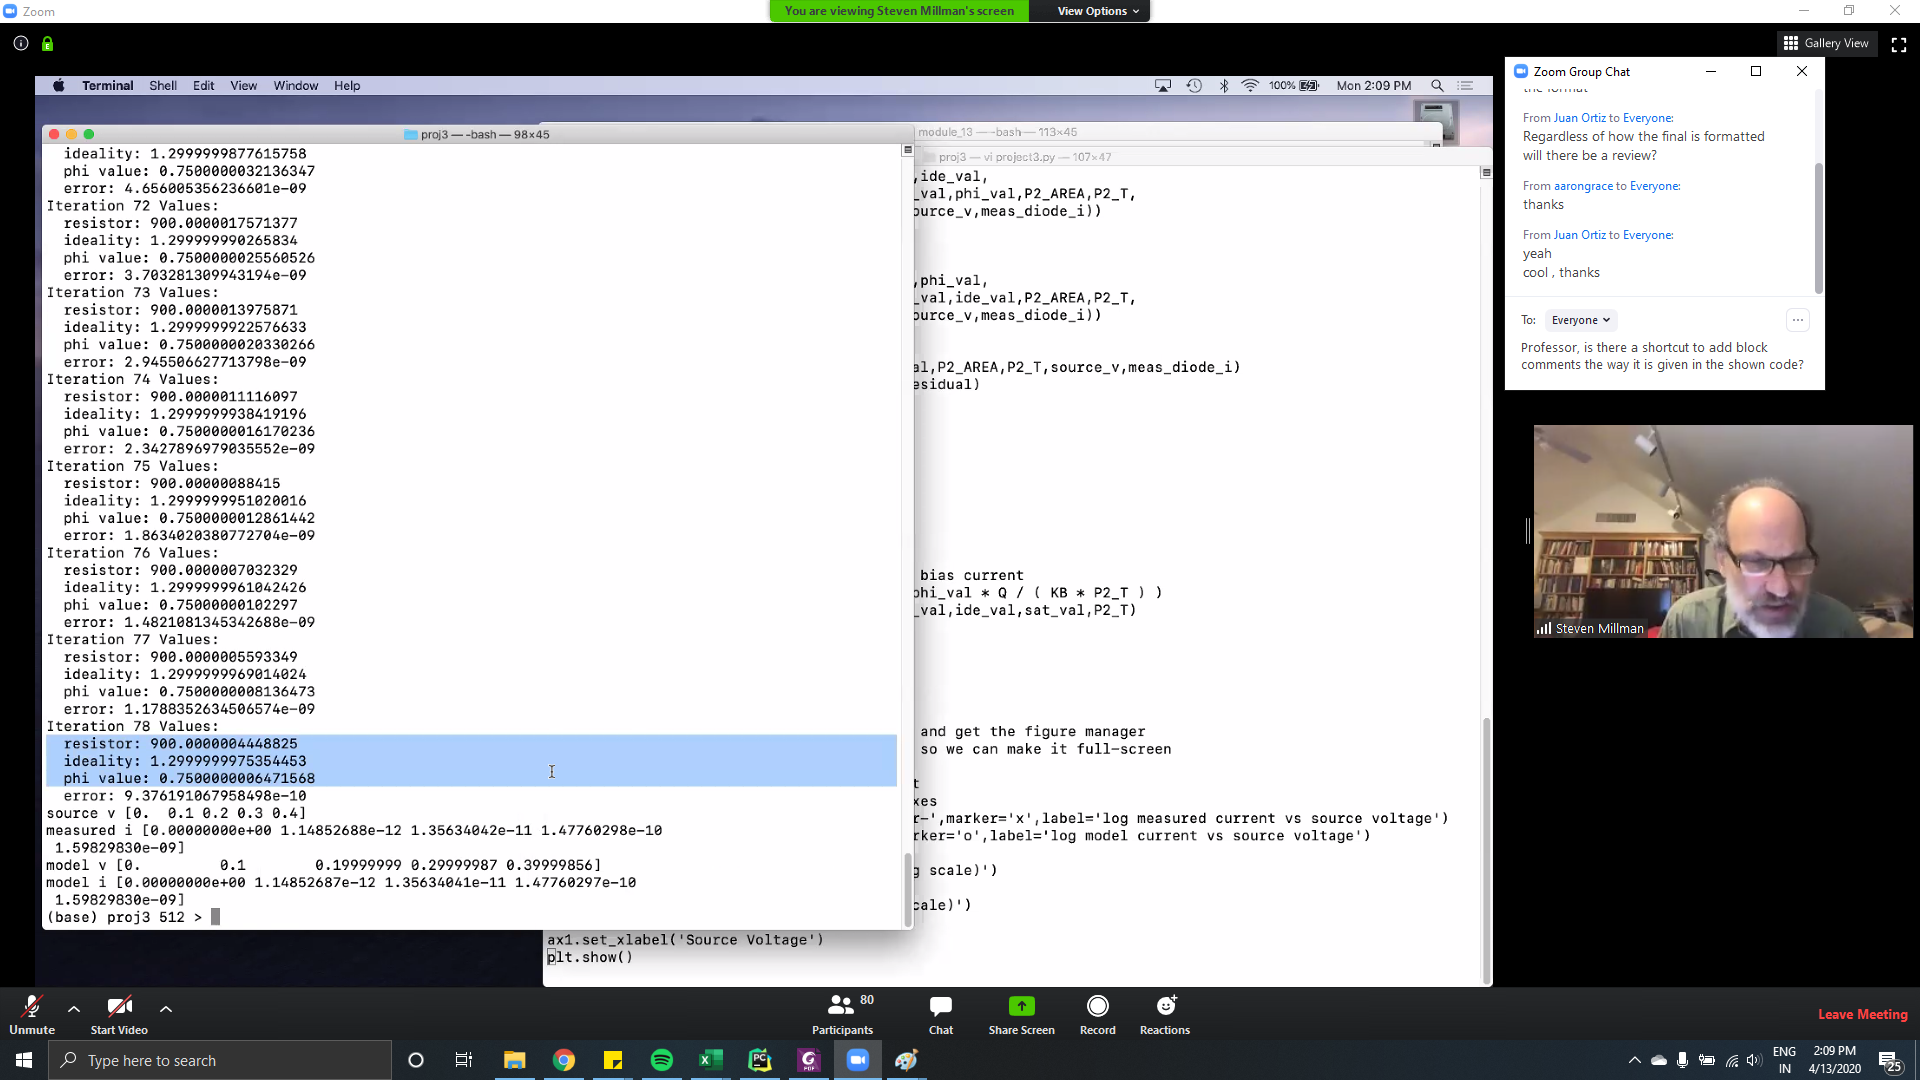 Zoom
You are viewing Steven Millman's screen
View Options
Gallery View
Terminal Shell Edit View Window Help
100% Mon 2:09 PM
proj3 — -bash — 98×45
ideality: 1.2999999877615758
phi value: 0.7500000032136347
error: 4.656005356236601e-09
Iteration 72 Values:
resistor: 900.0000017571377
ideality: 1.299999990265834
phi value: 0.7500000025560526
error: 3.703281309943194e-09
Iteration 73 Values:
resistor: 900.0000013975871
ideality: 1.2999999922576633
phi value: 0.7500000020330266
error: 2.945506627713798e-09
Iteration 74 Values:
resistor: 900.0000011116097
ideality: 1.2999999938419196
phi value: 0.7500000016170236
error: 2.3427896979035552e-09
Iteration 75 Values:
resistor: 900.00000088415
ideality: 1.2999999951020016
phi value: 0.7500000012861442
error: 1.8634020380772704e-09
Iteration 76 Values:
resistor: 900.0000007032329
ideality: 1.2999999961042426
phi value: 0.75000000102297
error: 1.4821081345342688e-09
Iteration 77 Values:
resistor: 900.0000005593349
ideality: 1.2999999969014024
phi value: 0.7500000008136473
error: 1.1788352634506574e-09
Iteration 78 Values:
resistor: 900.0000004448825
ideality: 1.2999999975354453
phi value: 0.7500000006471568
error: 9.376191067958498e-10
source v [0.  0.1 0.2 0.3 0.4]
measured i [0.00000000e+00 1.14852688e-12 1.35634042e-11 1.47760298e-10
1.59829830e-09]
model v [0.         0.1        0.19999999 0.29999987 0.39999856]
model i [0.00000000e+00 1.14852687e-12 1.35634041e-11 1.47760297e-10
1.59829830e-09]
(base) proj3 512 >
module_13 — -bash — 113×45
proj3 — vi project3.py — 107×47
,ide_val,
_val,phi_val,P2_AREA,P2_T,
ource_v,meas_diode_i))
,phi_val,
_val,ide_val,P2_AREA,P2_T,
ource_v,meas_diode_i))
al,P2_AREA,P2_T,source_v,meas_diode_i)
esidual)
bias current
phi_val * Q / ( KB * P2_T ) )
_val,ide_val,sat_val,P2_T)
and get the figure manager
so we can make it full-screen
t
xes
r-',marker='x',label='log measured current vs source voltage')
rker='o',label='log model current vs source voltage')
g scale)')
cale)')
ax1.set_xlabel('Source Voltage')
plt.show()
Zoom Group Chat
the format
From Juan Ortiz to Everyone:
Regardless of how the final is formatted
will there be a review?
From aarongrace to Everyone:
thanks
From Juan Ortiz to Everyone:
yeah
cool , thanks
To: Everyone
Professor, is there a shortcut to add block
comments the way it is given in the shown code?
Steven Millman
Unmute
Start Video
Participants 80
Chat
Share Screen
Record
Reactions
Leave Meeting
Type here to search
ENG
IN
2:09 PM
4/13/2020
25